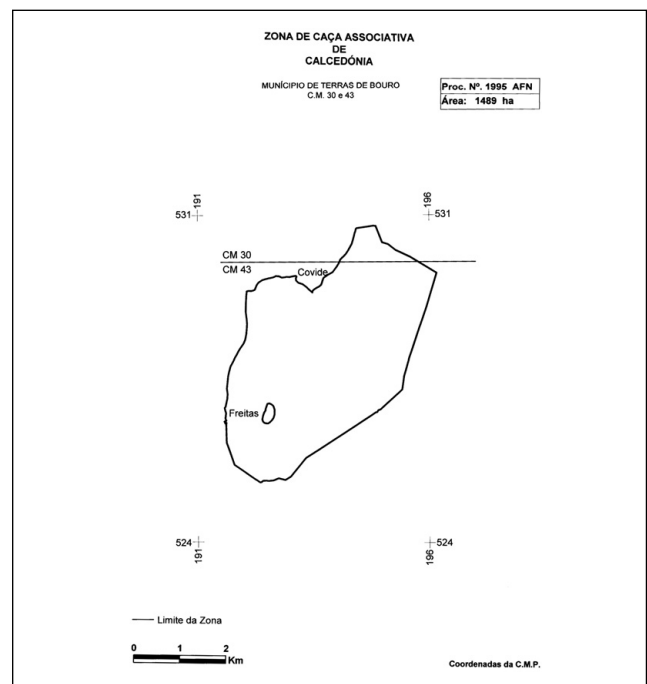 ZONA DE CAÇA ASSOCIATIVA
DE
CALCEDÓNIA
MUNÍCIPIO DE TERRAS DE BOURO
C.M. 30 e 43
Proc. Nº. 1995 AFN
Área: 1489 ha
191
531
196
531
CM 30
CM 43
Covide
Freitas
524
191
524
196
Limite da Zona
0 1 2
Km
Coordenadas da C.M.P.